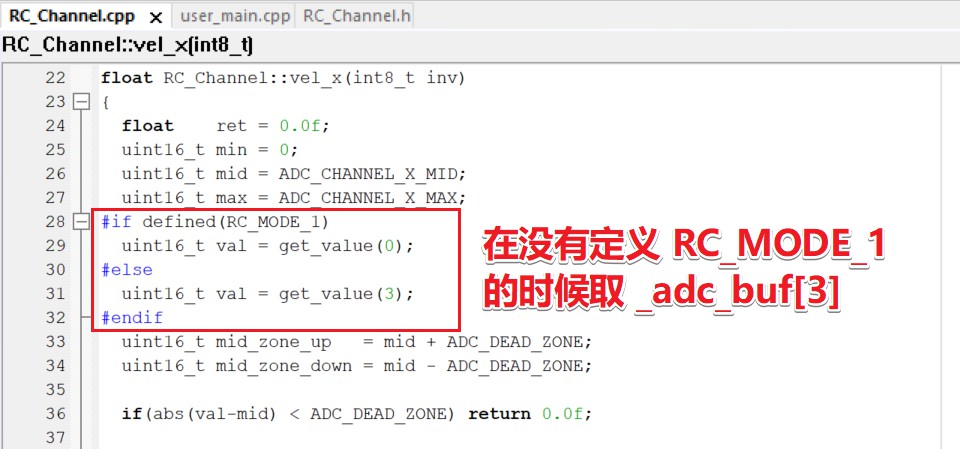 RC_Channel.cpp × user_main.cpp RC_Channel.h
RC_Channel::vel_x(int8_t)
22 float RC_Channel::vel_x(int8_t inv)
23 {
24 float ret = 0.0f;
25 uint16_t min = 0;
26 uint16_t mid = ADC_CHANNEL_X_MID;
27 uint16_t max = ADC_CHANNEL_X_MAX;
28 #if defined(RC_MODE_1)
29 uint16_t val = get_value(0);
30 #else
31 uint16_t val = get_value(3);
32 #endif
在没有定义 RC_MODE_1
的时候取 _adc_buf[3]
33 uint16_t mid_zone_up = mid + ADC_DEAD_ZONE;
34 uint16_t mid_zone_down = mid - ADC_DEAD_ZONE;
35
36 if(abs(val-mid) < ADC_DEAD_ZONE) return 0.0f;
37